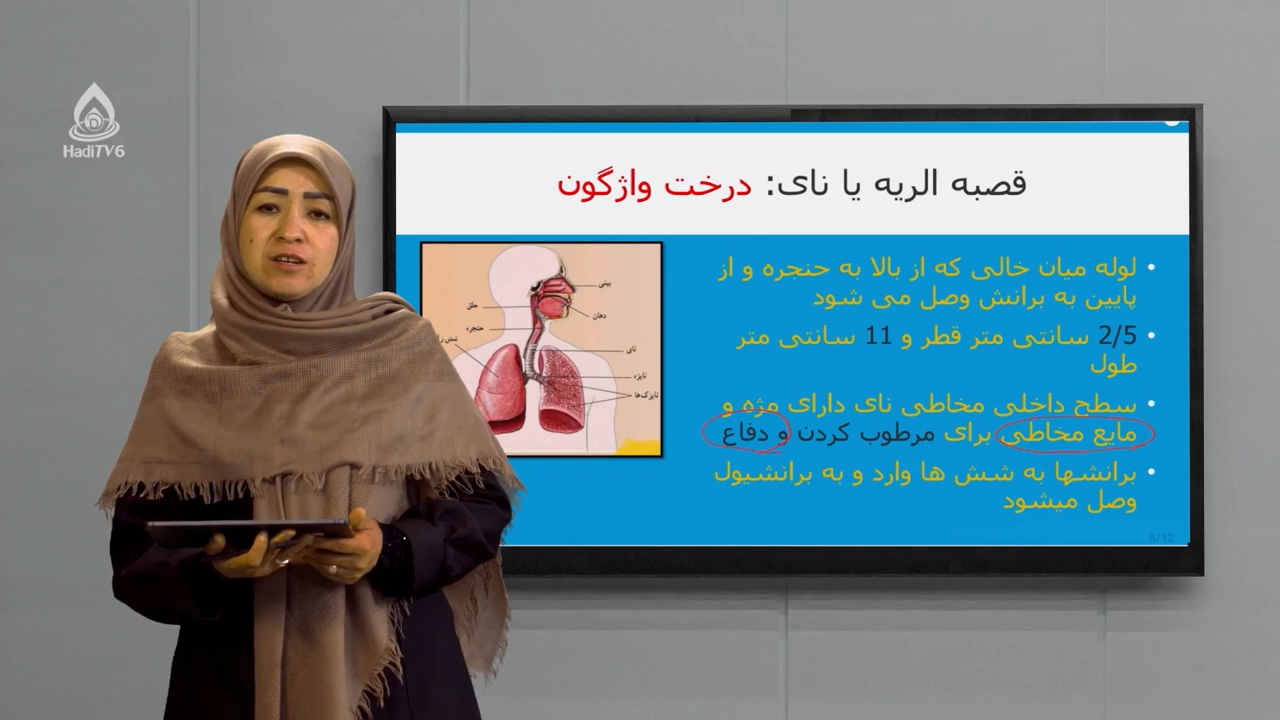 HadiTV6
قصبه الریه یا نای: درخت واژگون
• لوله میان خالی که از بالا به حنجره و از
پایین به برانش وصل می شود
• 2/5 سانتی متر قطر و 11 سانتی متر
طول
• سطح داخلی مخاطی نای دارای مژه و
مایع مخاطی برای مرطوب کردن و دفاع
• برانشها به شش ها وارد و به برانشیول
وصل میشود
بینی
حلق
دهان
حنجره
نای
نایژه
نایژک‌ها
8/12